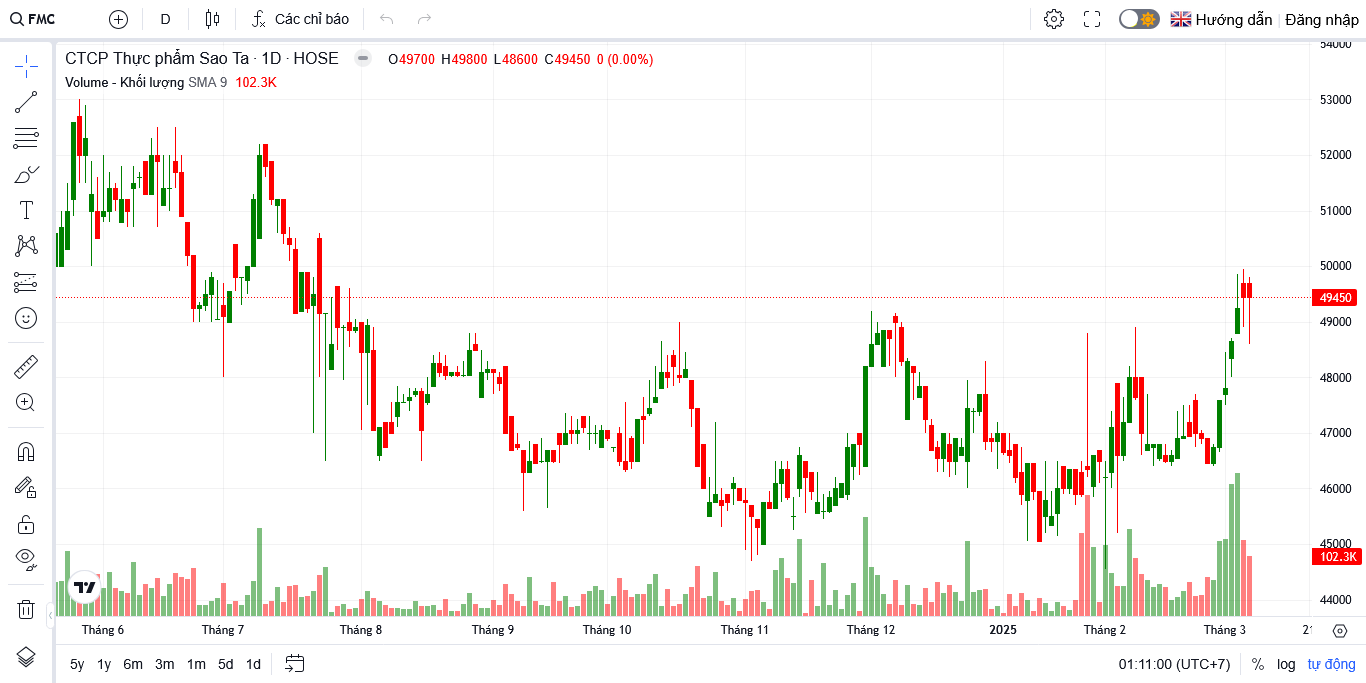 FMC D Các chỉ báo Hướng dẫn Đăng nhập
CTCP Thực phẩm Sao Ta · 1D · HOSE O49700 H49800 L48600 C49450 0 (0.00%)
Volume - Khối lượng SMA 9 102.3K
54000
53000
52000
51000
50000
49450
49000
48000
47000
46000
45000
102.3K
44000
Tháng 6 Tháng 7 Tháng 8 Tháng 9 Tháng 10 Tháng 11 Tháng 12 2025 Tháng 2 Tháng 3
5y 1y 6m 3m 1m 5d 1d 01:11:00 (UTC+7) % log tự động